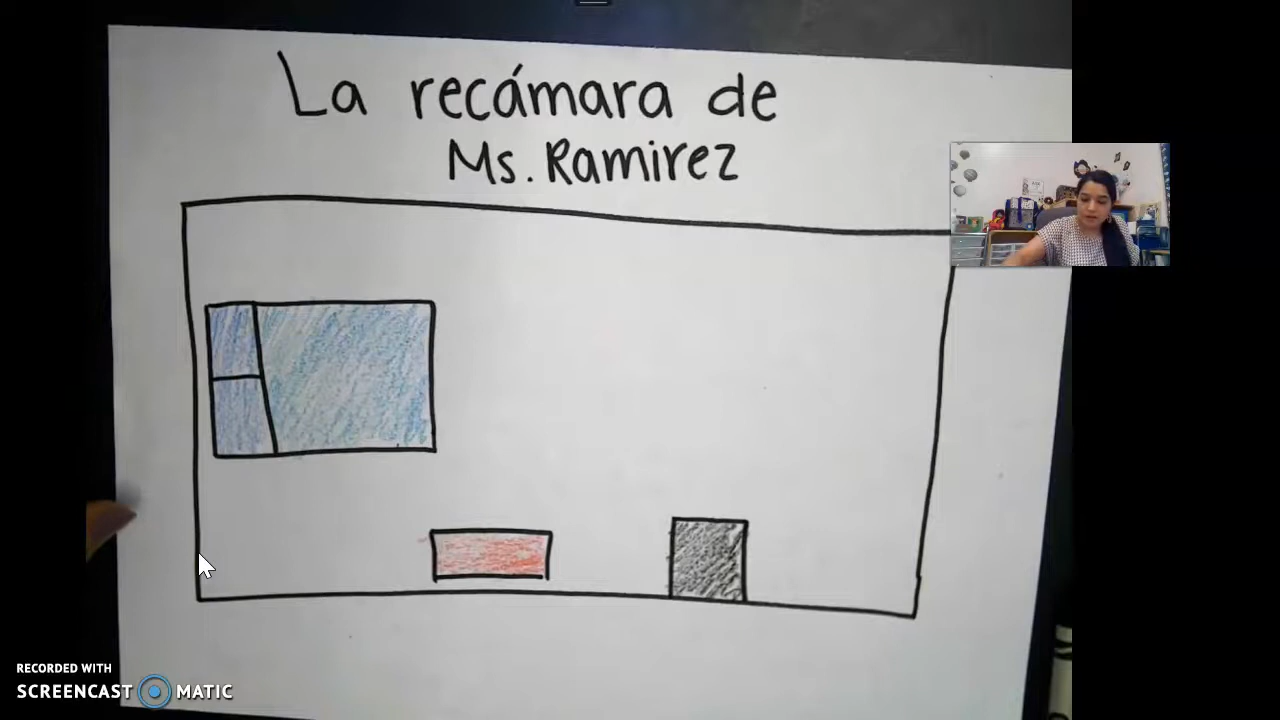 La recámara de
Ms. Ramirez
RECORDED WITH
SCREENCAST MATIC